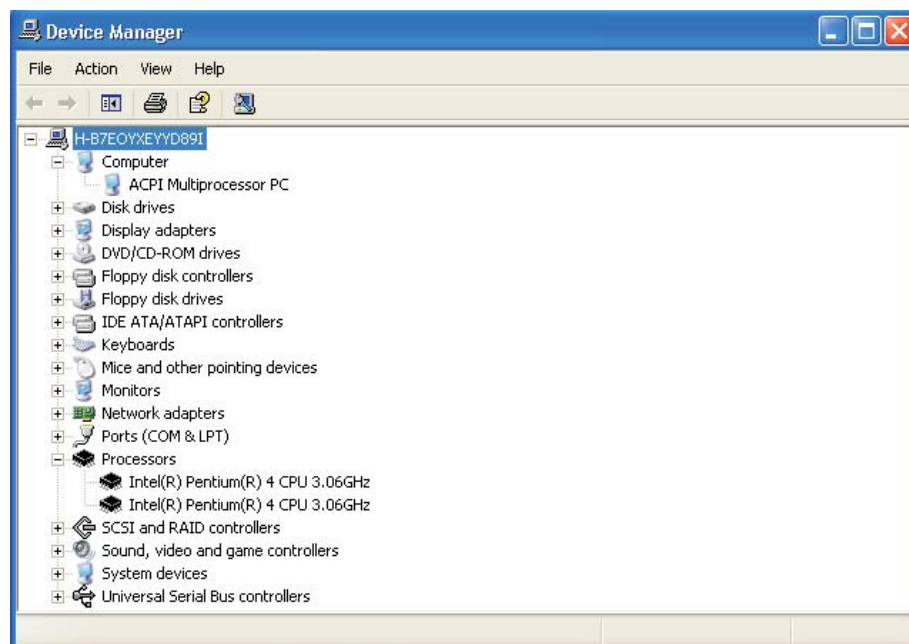 Device Manager
File Action View Help
H-B7EOYXEYYD89I
Computer
ACPI Multiprocessor PC
Disk drives
Display adapters
DVD/CD-ROM drives
Floppy disk controllers
Floppy disk drives
IDE ATA/ATAPI controllers
Keyboards
Mice and other pointing devices
Monitors
Network adapters
Ports (COM & LPT)
Processors
Intel(R) Pentium(R) 4 CPU 3.06GHz
Intel(R) Pentium(R) 4 CPU 3.06GHz
SCSI and RAID controllers
Sound, video and game controllers
System devices
Universal Serial Bus controllers